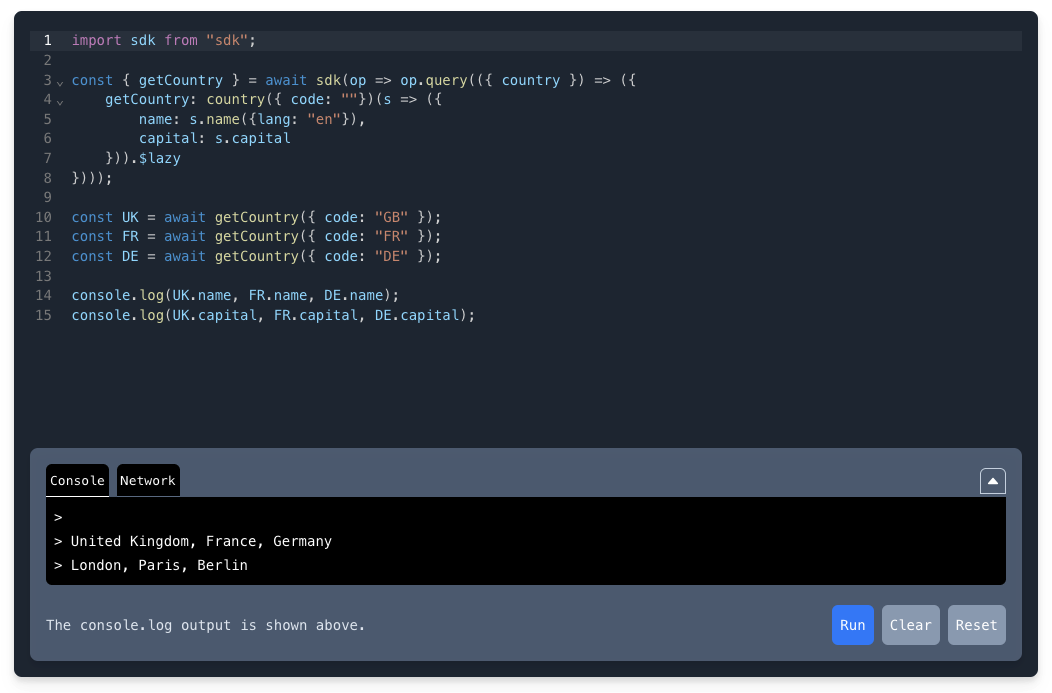 1 import sdk from "sdk";
2
3 const { getCountry } = await sdk(op => op.query(({ country }) => ({
4     getCountry: country({ code: ""})(s => ({
5         name: s.name({lang: "en"}),
6         capital: s.capital
7     })).$lazy
8 })));
9
10 const UK = await getCountry({ code: "GB" });
11 const FR = await getCountry({ code: "FR" });
12 const DE = await getCountry({ code: "DE" });
13
14 console.log(UK.name, FR.name, DE.name);
15 console.log(UK.capital, FR.capital, DE.capital);
Console Network
>
> United Kingdom, France, Germany
> London, Paris, Berlin
The console.log output is shown above. Run Clear Reset